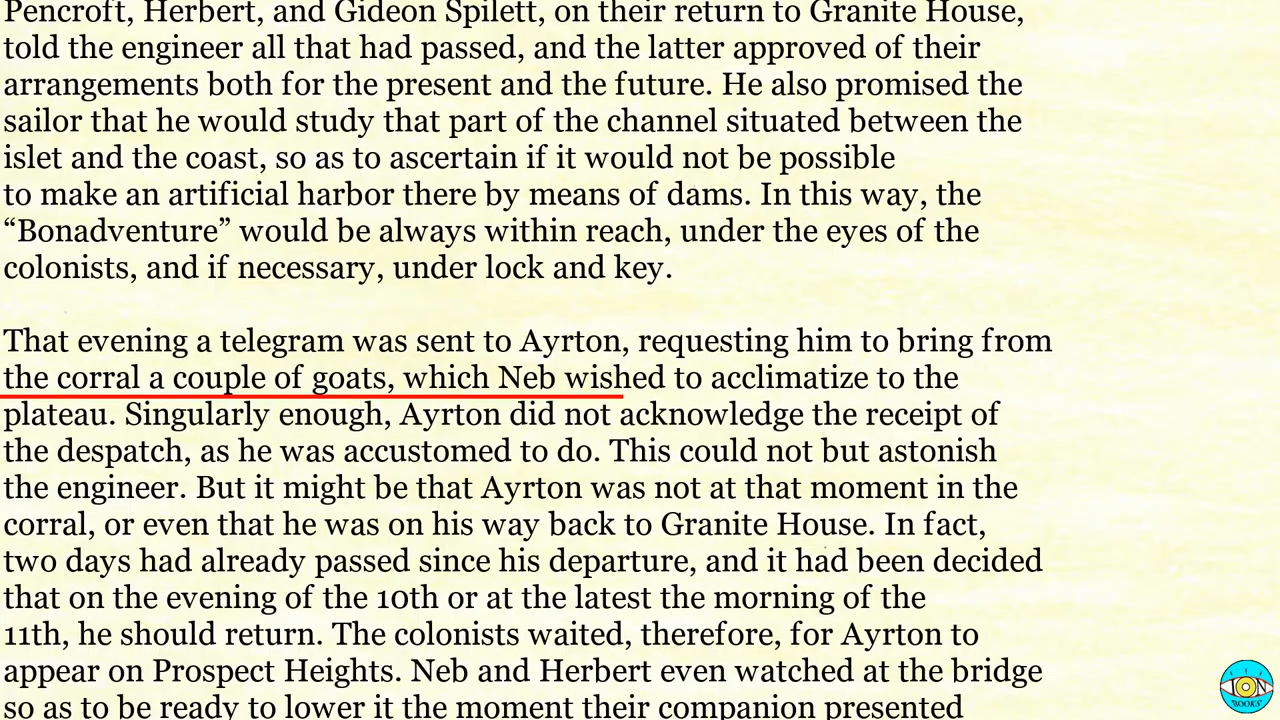 Pencroft, Herbert, and Gideon Spilett, on their return to Granite House,
told the engineer all that had passed, and the latter approved of their
arrangements both for the present and the future. He also promised the
sailor that he would study that part of the channel situated between the
islet and the coast, so as to ascertain if it would not be possible
to make an artificial harbor there by means of dams. In this way, the
“Bonadventure” would be always within reach, under the eyes of the
colonists, and if necessary, under lock and key.
That evening a telegram was sent to Ayrton, requesting him to bring from
the corral a couple of goats, which Neb wished to acclimatize to the
plateau. Singularly enough, Ayrton did not acknowledge the receipt of
the despatch, as he was accustomed to do. This could not but astonish
the engineer. But it might be that Ayrton was not at that moment in the
corral, or even that he was on his way back to Granite House. In fact,
two days had already passed since his departure, and it had been decided
that on the evening of the 10th or at the latest the morning of the
11th, he should return. The colonists waited, therefore, for Ayrton to
appear on Prospect Heights. Neb and Herbert even watched at the bridge
so as to be ready to lower it the moment their companion presented
ION
BOOKS